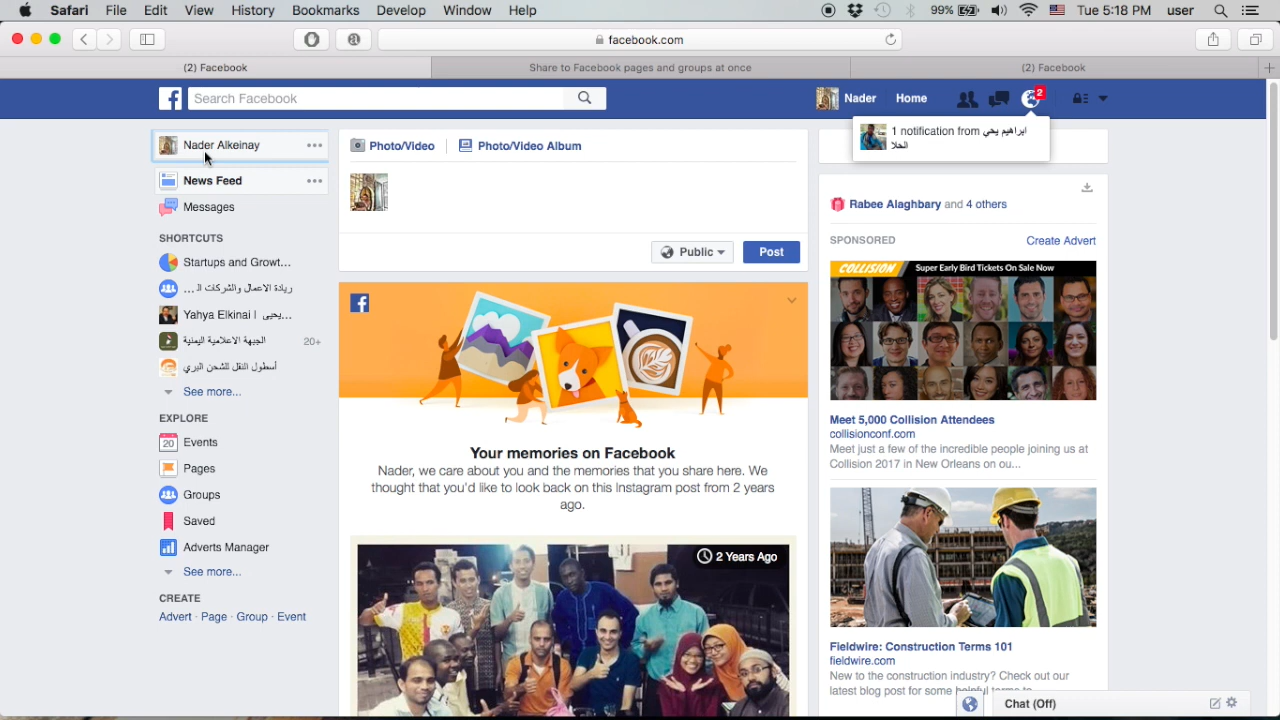 Safari File Edit View History Bookmarks Develop Window Help 99% Tue 5:18 PM user
facebook.com
(2) Facebook
Share to Facebook pages and groups at once
(2) Facebook
Search Facebook
Nader Home 2
1 notification from ابراهيم يحي
الحلا
Nader Alkeinay
News Feed
Messages
SHORTCUTS
Startups and Growt...
ريادة الاعمال والشركات الـ ...
Yahya Elkinai | يحيى...
الجبهة الاعلامية اليمنية 20+
أسطول النقل للشحن البري
See more...
EXPLORE
20 Events
Pages
Groups
Saved
Adverts Manager
See more...
CREATE
Advert · Page · Group · Event
Photo/Video
Photo/Video Album
Public
Post
Your memories on Facebook
Nader, we care about you and the memories that you share here. We
thought that you'd like to look back on this Instagram post from 2 years
ago.
2 Years Ago
Rabee Alaghbary and 4 others
SPONSORED Create Advert
COLLISION Super Early Bird Tickets On Sale Now
Meet 5,000 Collision Attendees
collisionconf.com
Meet just a few of the incredible people joining us at
Collision 2017 in New Orleans on ou...
Fieldwire: Construction Terms 101
fieldwire.com
New to the construction industry? Check out our
latest blog post for some helpful terms to
Chat (Off)